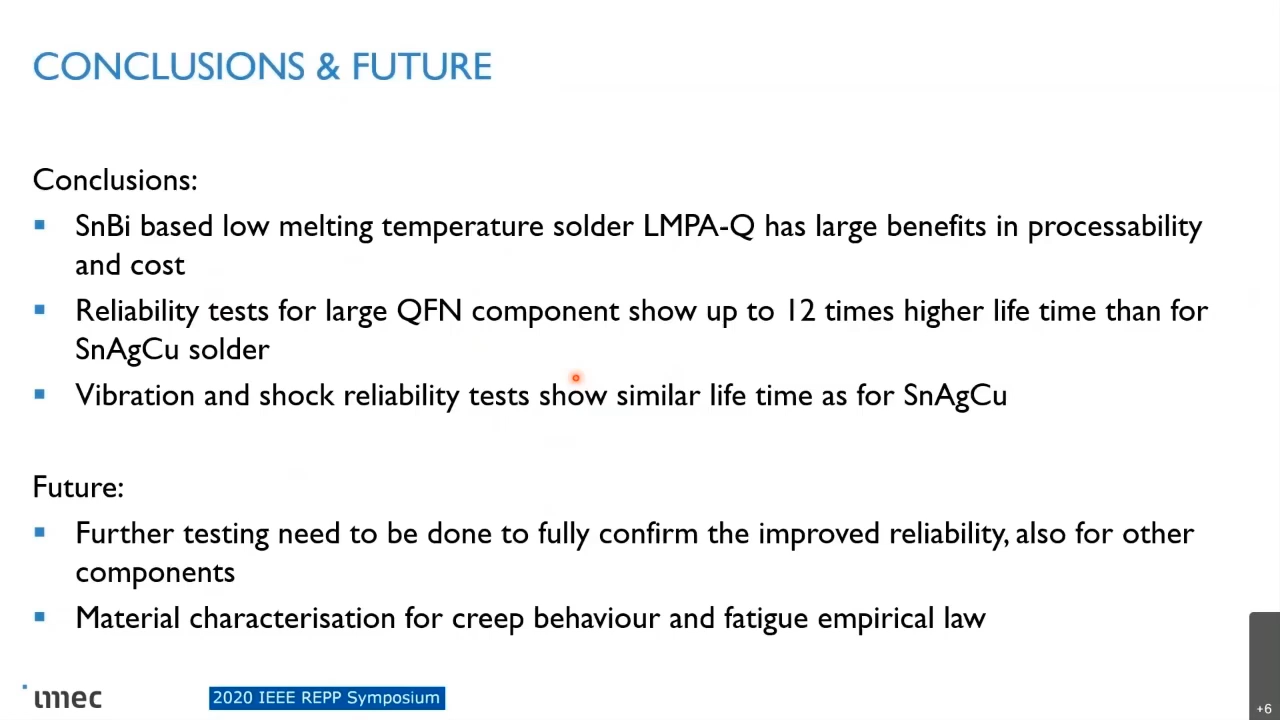 CONCLUSIONS & FUTURE
Conclusions:
SnBi based low melting temperature solder LMPA-Q has large benefits in processability
and cost
Reliability tests for large QFN component show up to 12 times higher life time than for
SnAgCu solder
Vibration and shock reliability tests show similar life time as for SnAgCu
Future:
Further testing need to be done to fully confirm the improved reliability, also for other
components
Material characterisation for creep behaviour and fatigue empirical law
imec
2020 IEEE REPP Symposium
+6